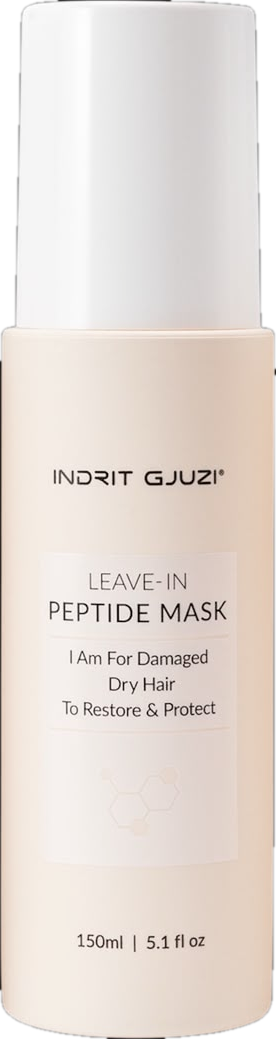 INDRIT GJUZI®
LEAVE-IN
PEPTIDE MASK
I Am For Damaged
Dry Hair
To Restore & Protect
150ml | 5.1 fl oz